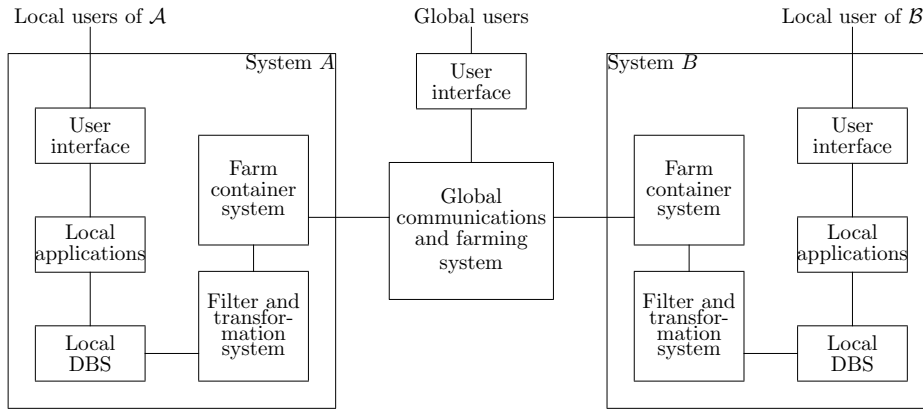 Local users of 𝒜
Global users
Local user of ℬ
System A
User
interface
System B
User
interface
Farm
container
system
Local
applications
Filter and
transfor-
mation
system
Local
DBS
Global
communications
and farming
system
Farm
container
system
User
interface
Filter and
transfor-
mation
system
Local
applications
Local
DBS